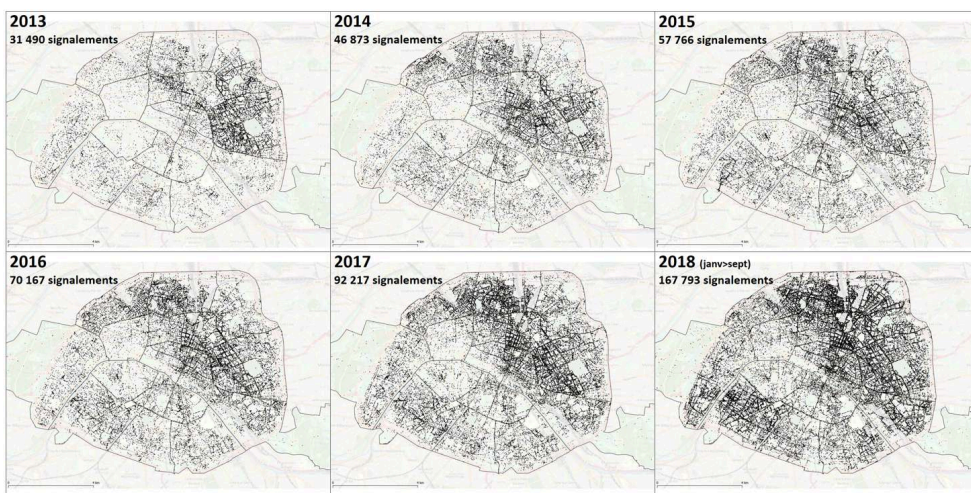 2013
31 490 signalements
2014
46 873 signalements
2015
57 766 signalements
2016
70 167 signalements
2017
92 217 signalements
2018 (janv>sept)
167 793 signalements